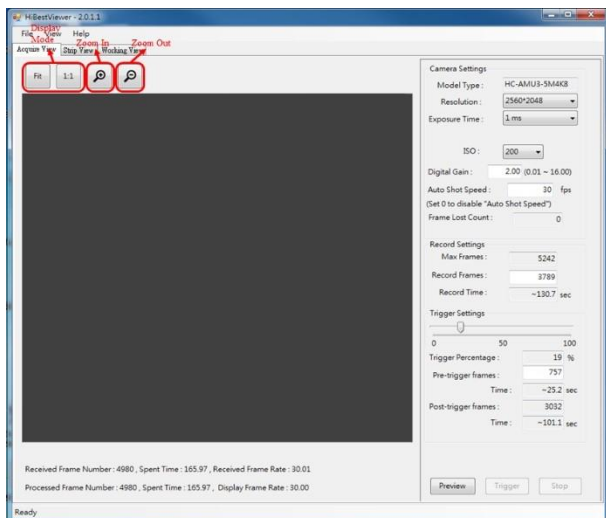 HiBestViewer - 2.0.1.1
File View Help
Display
Mode
Zoom In
Zoom Out
Acquire View Strip View Working View
Fit 1:1
Camera Settings
Model Type : HC-AMU3-5M4K8
Resolution : 2560*2048
Exposure Time : 1 ms
ISO : 200
Digital Gain : 2.00 (0.01 ~ 16.00)
Auto Shot Speed : 30 fps
(Set 0 to disable "Auto Shot Speed")
Frame Lost Count : 0
Record Settings
Max Frames : 5242
Record Frames : 3789
Record Time : ~130.7 sec
Trigger Settings
0 50 100
Trigger Percentage : 19 %
Pre-trigger frames : 757
Time : ~25.2 sec
Post-trigger frames : 3032
Time : ~101.1 sec
Received Frame Number : 4980 , Spent Time : 165.97 , Received Frame Rate : 30.01
Processed Frame Number : 4980 , Spent Time : 165.97 , Display Frame Rate : 30.00
Preview Trigger Stop
Ready